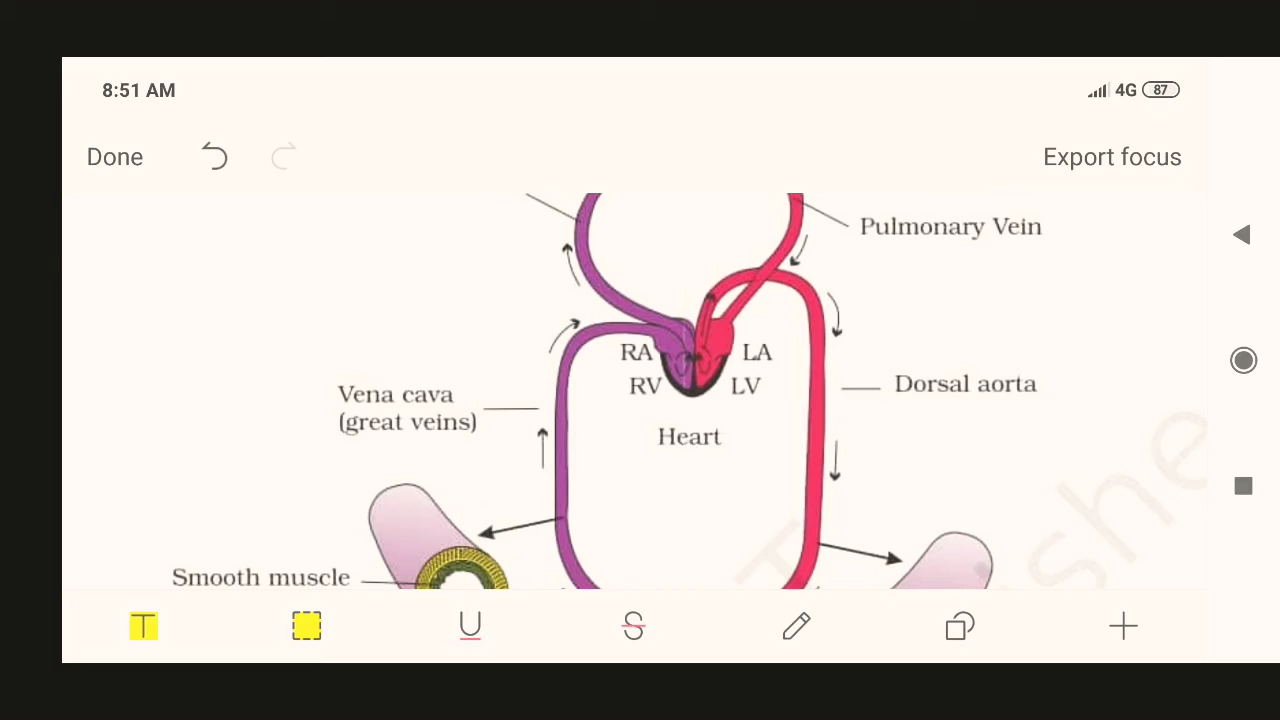 8:51 AM
4G 87
Done
Export focus
Pulmonary Vein
RA
LA
RV
LV
Vena cava
(great veins)
Dorsal aorta
Heart
Smooth muscle
T
U
S